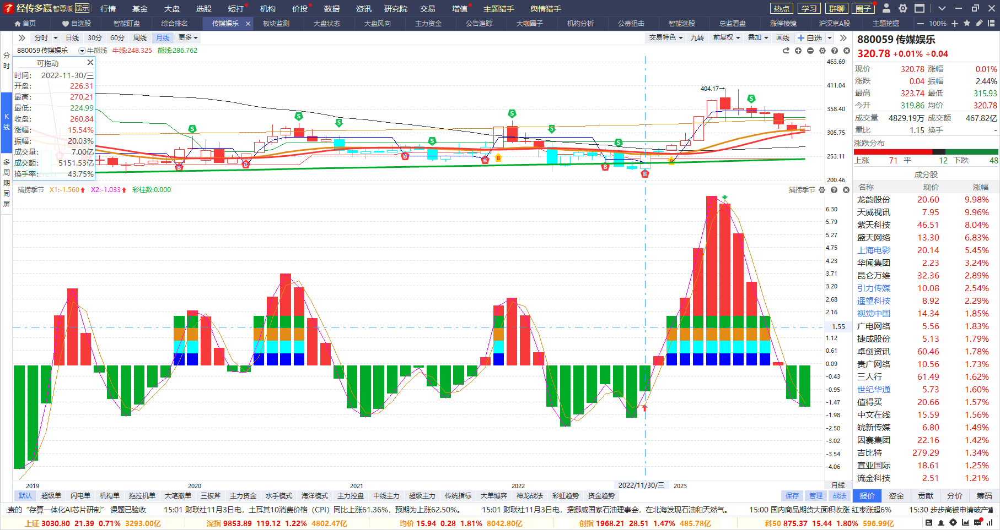 经传多赢 智尊版 演示 行情 基金 大盘 选股 短打 机构 价投 数据 资讯 研究院 交易 增值 主题猎手 舆情猎手 热点 学习 群聊 圈子
首页 自选股 智能盯盘 综合排名 传媒娱乐 × 板块监测 大盘状态 大盘风向 主力资金 公告追踪 大咖圈子 机构分析 公募狙击 智能选股 总监看盘 涨停棱镜 沪深京A股 主题挖掘 100%
分时
K线
多周期同屏
分时 日线 30分 60分 周线 月线 更多 交易特色 九转 前复权 叠加 画线 +自选
880059 传媒娱乐 牛熊线 牛线:248.325 熊线:286.762
可拖动
时间: 2022-11-30/三
开盘: 226.31
最高: 270.21
最低: 224.99
收盘: 260.84
涨幅: 15.54%
振幅: 20.03%
成交量: 7.00亿
成交额: 5151.53亿
换手率: 43.75%
404.17
463.69
411.04
358.40
305.75
253.11
200.46
捕捞季节 X1:-1.560 X2:-1.033 彩柱数:0.000 捕捞季节
6.30
5.79
5.27
4.75
4.23
3.71
3.20
2.68
2.16
1.55
1.12
0.61
0.09
-0.43
-0.95
-1.47
-1.98
-2.50
-3.02
-3.54
-4.06
2019 2020 2021 2022 2022/11/30/三 2023 月线
默认 超级单 闪电单 机构单 拖拉机单 大笔撤单 三板斧 主力资金 水手模式 海洋模式 主力控盘 中线主力 超级主力 传统指标 大单博弈 神龙战法 彩虹趋势 资金趋势 保存 管理 战法
880059 传媒娱乐
320.78 +0.01% +0.04
现价 320.78 涨幅 0.01%
涨跌 0.04 振幅 2.44%
最高 323.74 最低 315.93
今开 319.86 均价 320.78
成交量 4829.19万 成交额 467.82亿
量比 1.15 换手 -
涨跌分布
上涨 71 平 12 下跌 48
成分股
名称 现价 涨幅
龙韵股份 20.60 9.98%
天威视讯 7.95 9.96%
紫天科技 46.51 8.04%
盛天网络 13.30 6.83%
上海电影 20.14 5.45%
华闻集团 2.23 3.24%
昆仑万维 32.36 2.89%
引力传媒 10.08 2.54%
遥望科技 8.92 2.29%
视觉中国 14.34 1.85%
广电网络 5.56 1.83%
捷成股份 5.13 1.79%
卓创资讯 60.46 1.78%
贵广网络 10.56 1.73%
三人行 61.49 1.62%
世纪华通 5.73 1.60%
值得买 20.66 1.57%
中文在线 15.59 1.56%
皖新传媒 6.80 1.49%
因赛集团 22.16 1.42%
吉比特 279.29 1.34%
宣亚国际 18.61 1.25%
流金科技 2.51 1.21%
报价 资金 贡献 分价 筹码
责的“存算一体化AI芯片研制” 课题已验收 15:01 财联社11月3日电，土耳其10消费价格（CPI）同比上涨61.36%，预期为上涨62.50%。 15:01 财联社11月3日电，据挪威国家石油理事会，在北海发现石油和天然气。 15:00 国内商品期货大面积收涨 红枣涨超6% 15:30 步步高被申请破产重
上证 3030.80 21.39 0.71% 3293.00亿 深指 9853.89 119.12 1.22% 4802.47亿 均价 15.94 0.28 1.81% 8042.80亿 创指 1968.21 28.51 1.47% 485.78亿 科50 875.37 15.44 1.80% 596.99亿